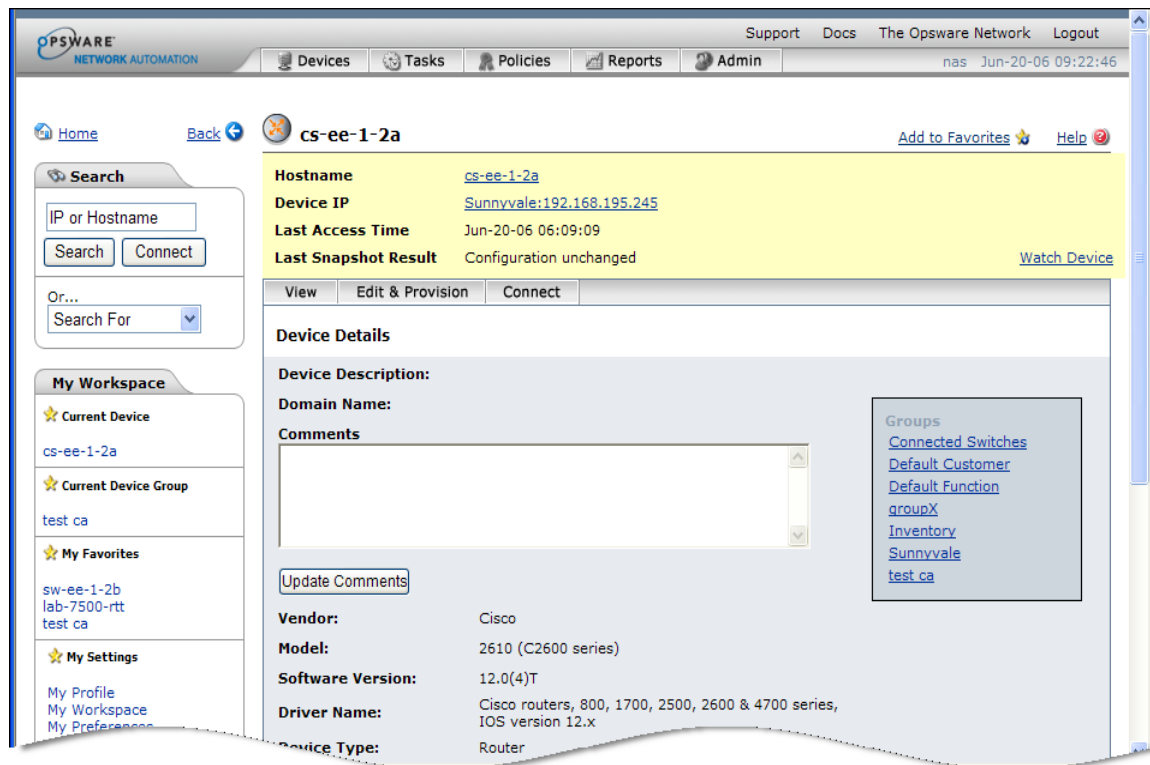 OPSWARE
NETWORK AUTOMATION
Support Docs The Opsware Network Logout
Devices Tasks Policies Reports Admin
nas Jun-20-06 09:22:46
Home Back
cs-ee-1-2a
Add to Favorites Help
Search
IP or Hostname
Search Connect
Or...
Search For
My Workspace
Current Device
cs-ee-1-2a
Current Device Group
test ca
My Favorites
sw-ee-1-2b
lab-7500-rtt
test ca
My Settings
My Profile
My Workspace
My Preferences
Hostname cs-ee-1-2a
Device IP Sunnyvale:192.168.195.245
Last Access Time Jun-20-06 06:09:09
Last Snapshot Result Configuration unchanged
Watch Device
View Edit & Provision Connect
Device Details
Device Description:
Domain Name:
Comments
Update Comments
Groups
Connected Switches
Default Customer
Default Function
groupX
Inventory
Sunnyvale
test ca
Vendor: Cisco
Model: 2610 (C2600 series)
Software Version: 12.0(4)T
Driver Name: Cisco routers, 800, 1700, 2500, 2600 & 4700 series,
IOS version 12.x
Device Type: Router